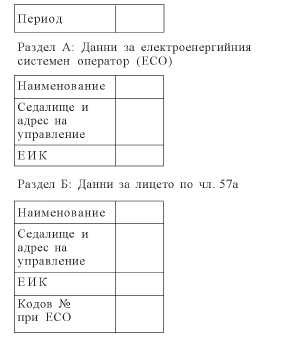 Период
Раздел А: Данни за електроенергийния
системен оператор (ЕСО)
Наименование
Седалище и
адрес на
управление
ЕИК
Раздел Б: Данни за лицето по чл. 57а
Наименование
Седалище и
адрес на
управление
ЕИК
Кодов №
при ЕСО